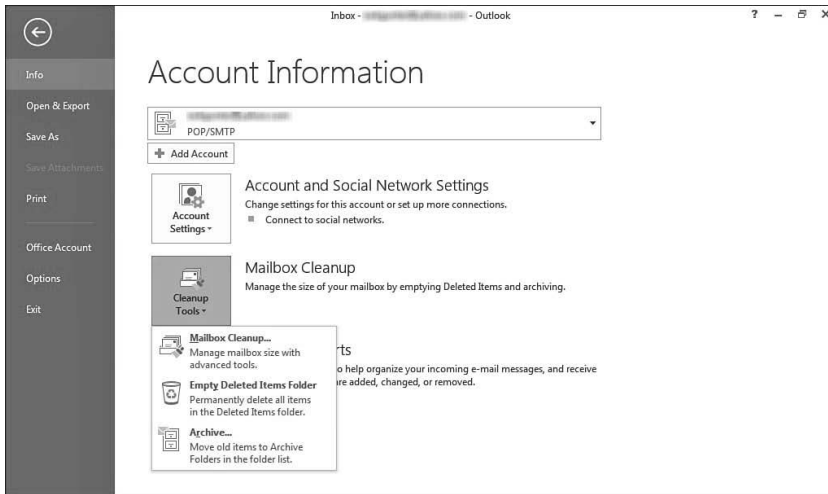 Inbox - - Outlook
?
Info
Open & Export
Save As
Save Attachments
Print
Office Account
Options
Exit
Account Information
POP/SMTP
Add Account
Account
Settings
Account and Social Network Settings
Change settings for this account or set up more connections.
Connect to social networks.
Cleanup
Tools
Mailbox Cleanup
Manage the size of your mailbox by emptying Deleted Items and archiving.
Mailbox Cleanup...
Manage mailbox size with
advanced tools.
Empty Deleted Items Folder
Permanently delete all items
in the Deleted Items folder.
Archive...
Move old items to Archive
Folders in the folder list.
rts
o help organize your incoming e-mail messages, and receive
re added, changed, or removed.